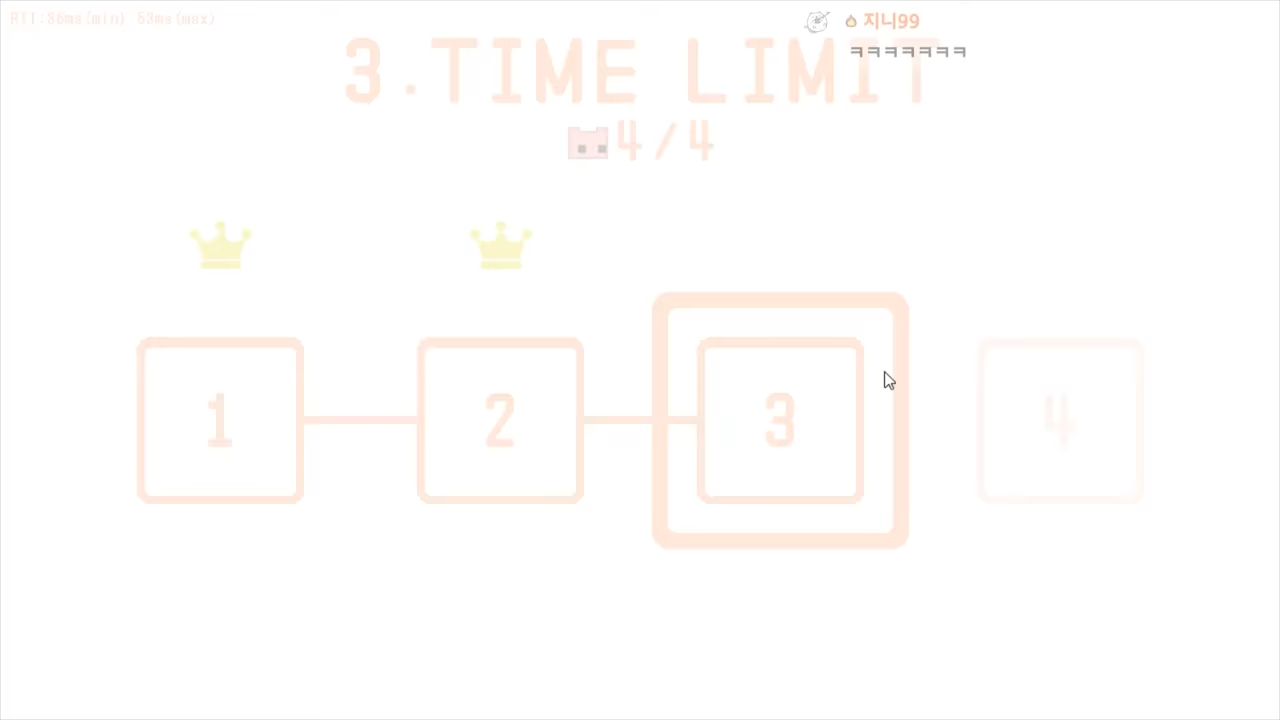 RTT:36ms(min) 53ms(max)
지니99
ㅋㅋㅋㅋㅋㅋㅋ
3.TIME LIMIT
4/4
1
2
3
4